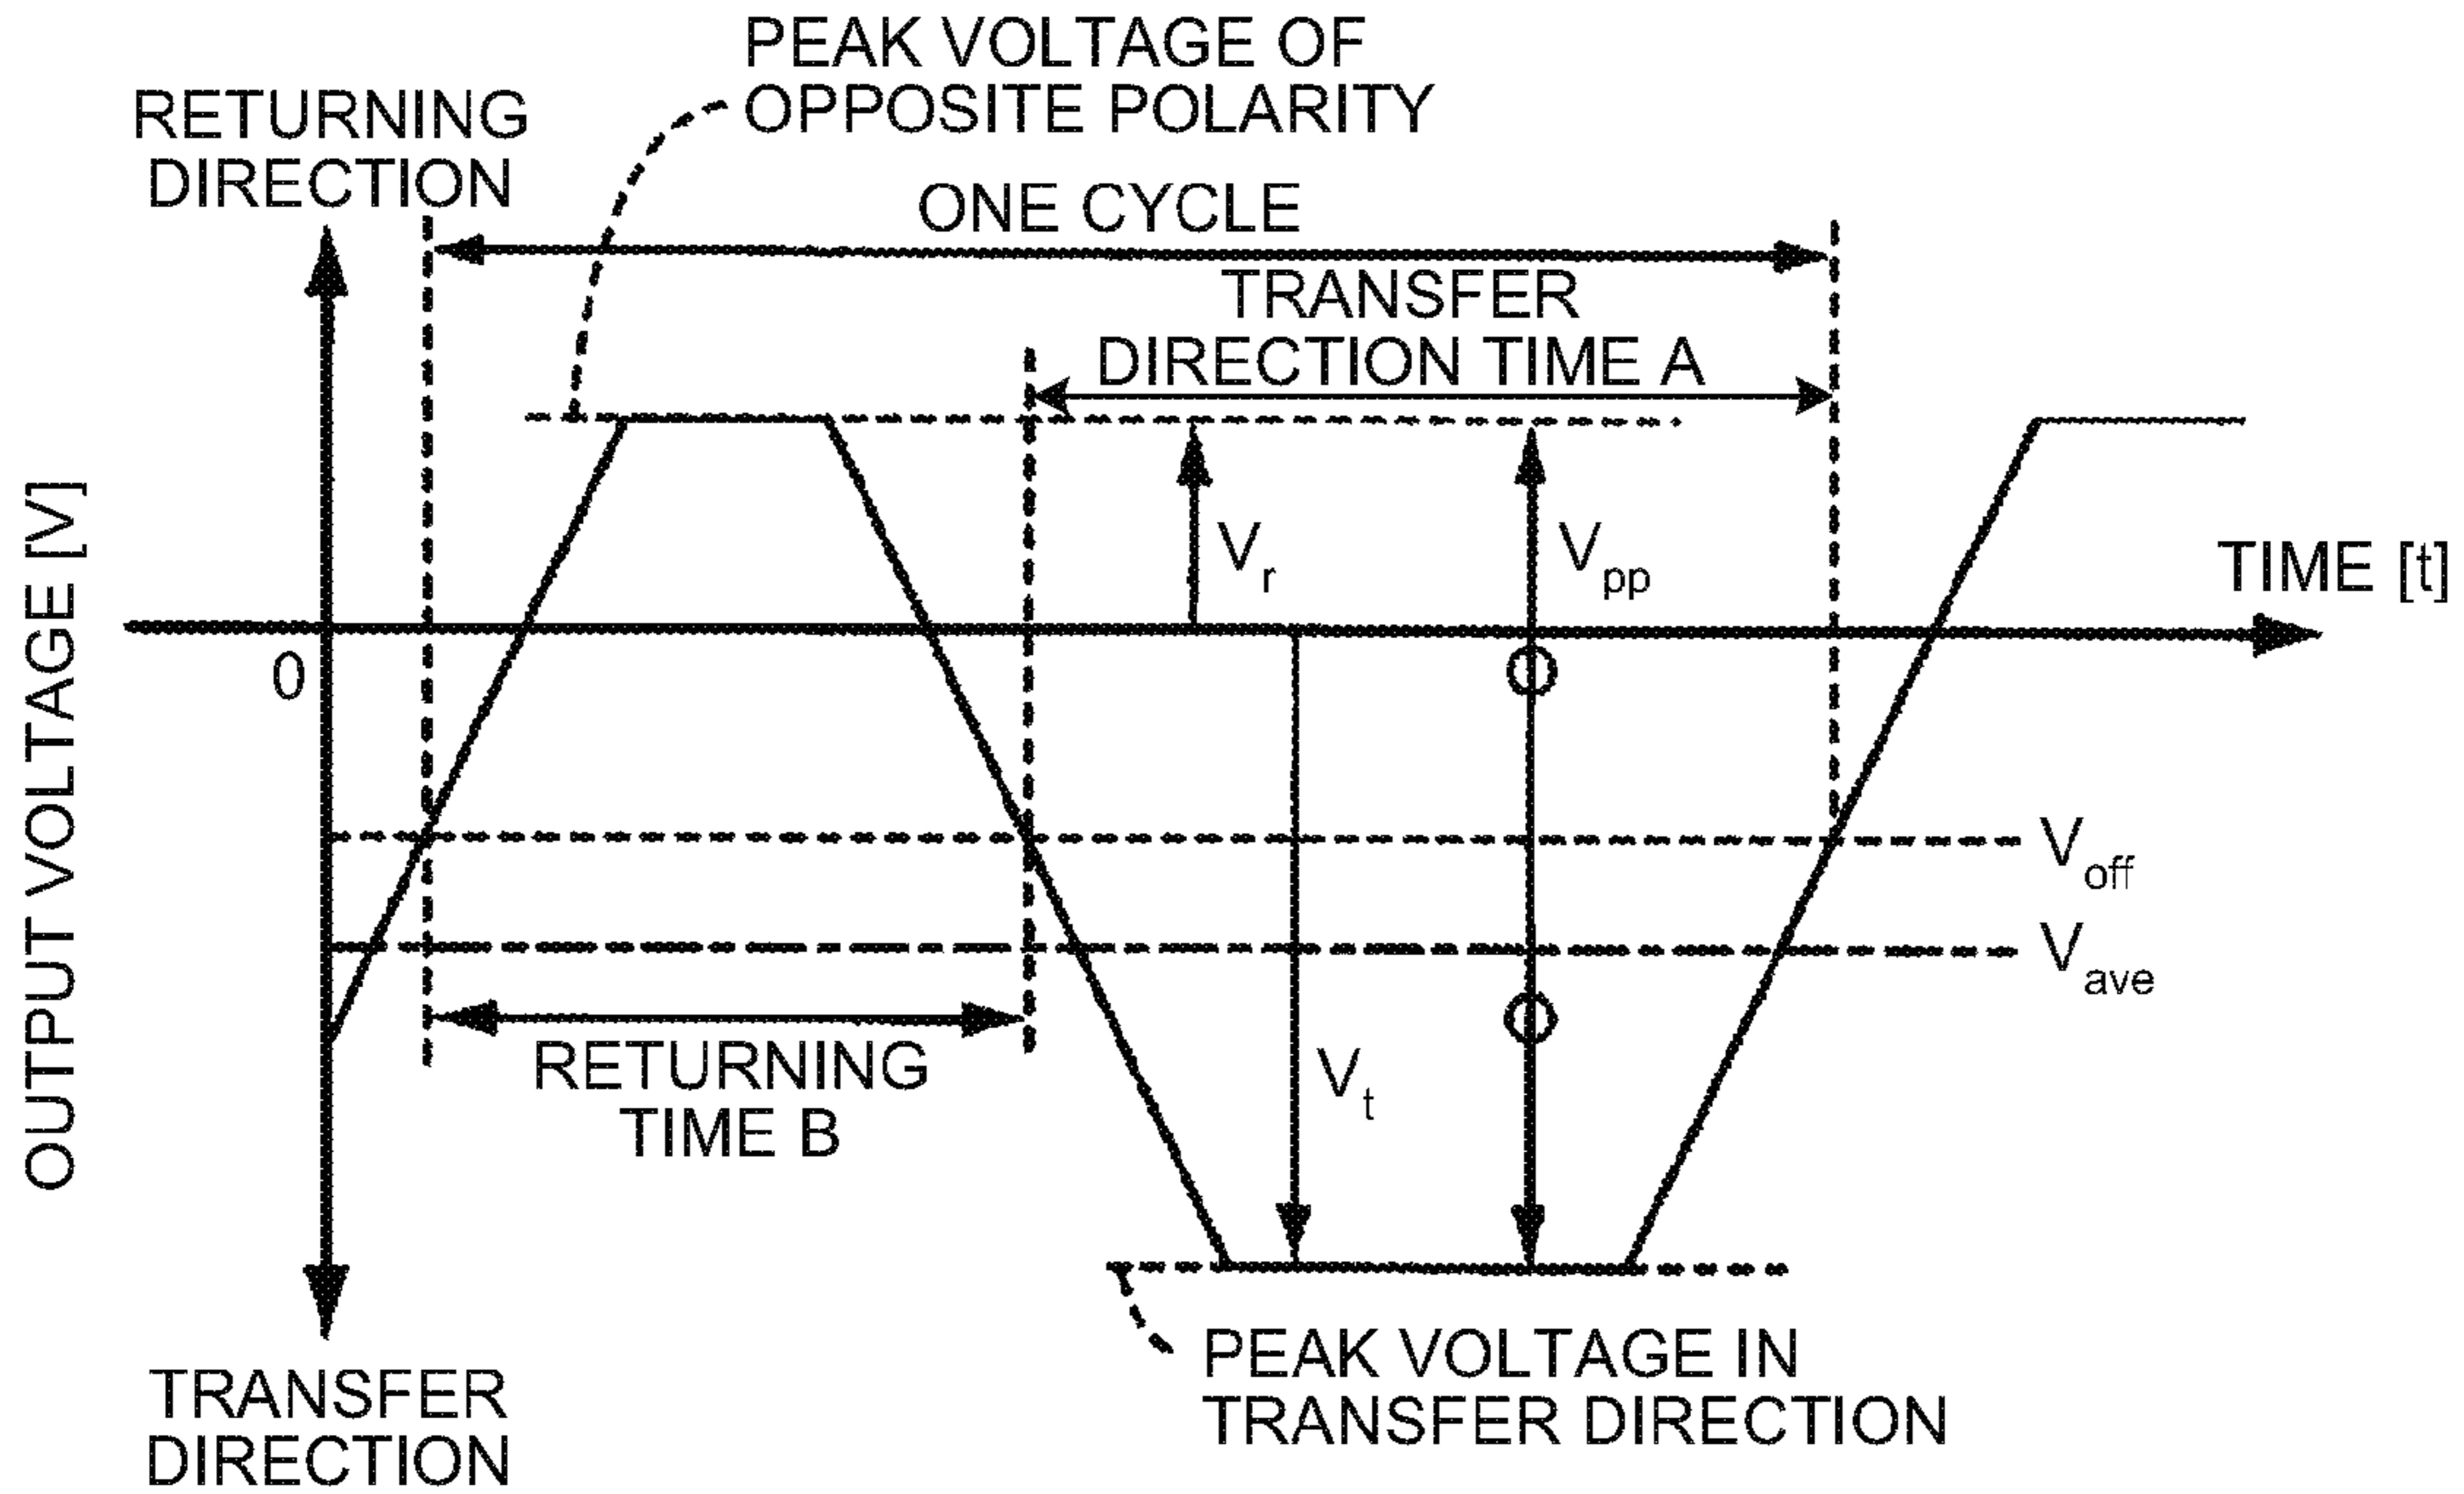 PEAK VOLTAGE OF
OPPOSITE POLARITY
RETURNING
DIRECTION
ONE CYCLE
TRANSFER
DIRECTION TIME A
OUTPUT VOLTAGE [V]
Vr
Vpp
TIME [t]
0
Voff
Vave
RETURNING
TIME B
Vt
PEAK VOLTAGE IN
TRANSFER DIRECTION
TRANSFER
DIRECTION